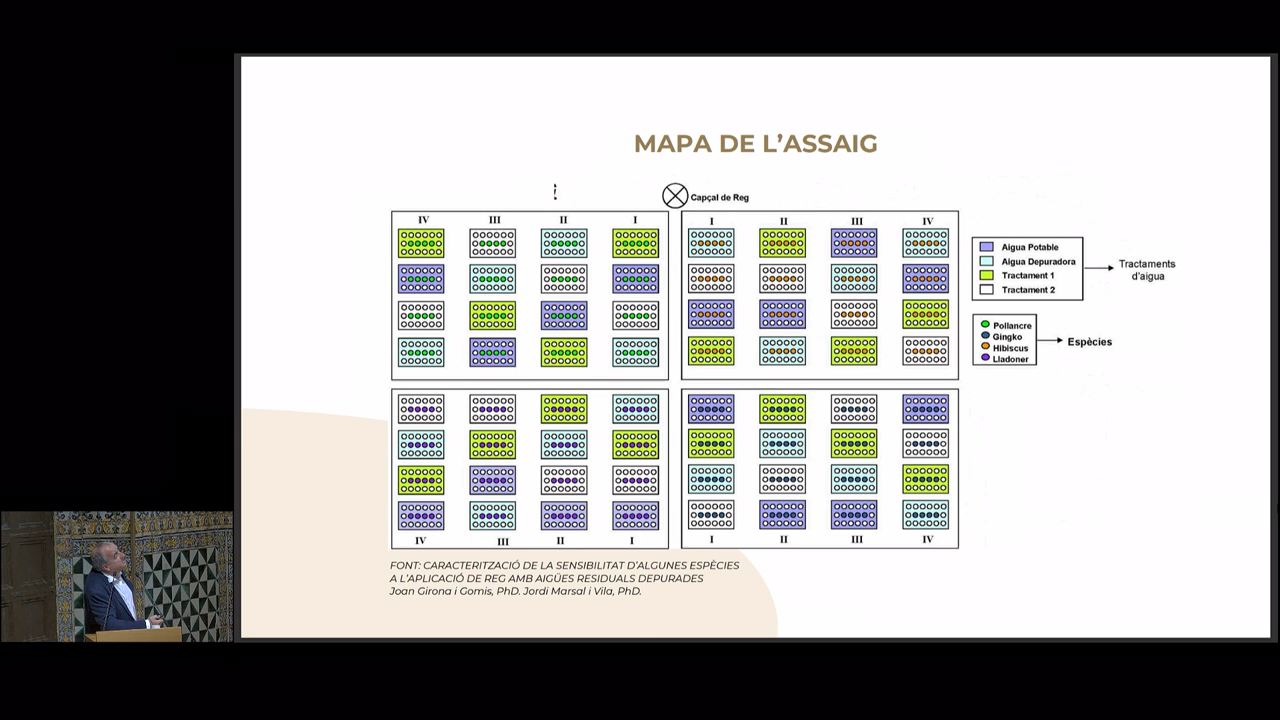 MAPA DE L'ASSAIG
Capçal de Reg
IV III II I
I II III IV
Aigua Potable
Aigua Depuradora
Tractament 1
Tractament 2
Tractaments
d'aigua
Pollancre
Gingko
Hibiscus
Lladoner
Espècies
IV III II I
I II III IV
FONT: CARACTERITZACIÓ DE LA SENSIBILITAT D'ALGUNES ESPÈCIES
A L'APLICACIÓ DE REG AMB AIGÜES RESIDUALS DEPURADES
Joan Girona i Gomis, PhD. Jordi Marsal i Vila, PhD.